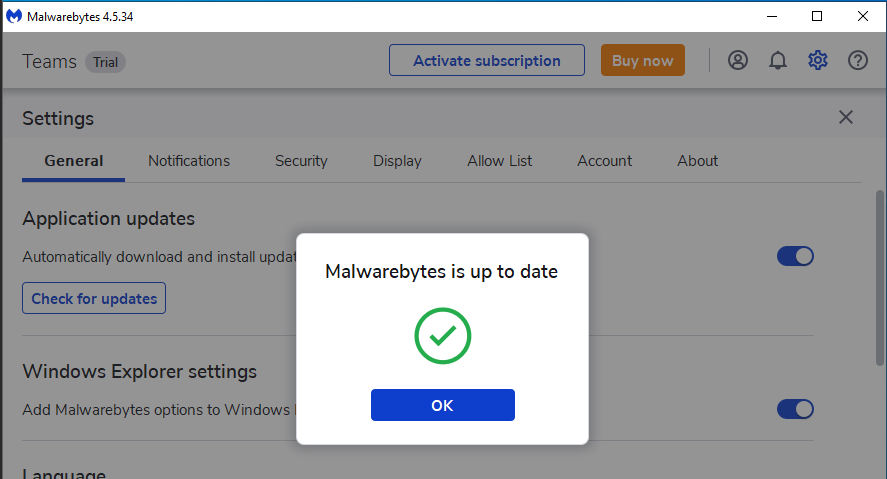 Malwarebytes 4.5.34
Teams Trial Activate subscription Buy now
Settings
General Notifications Security Display Allow List Account About
Application updates
Automatically download and install updat
Check for updates
Malwarebytes is up to date
OK
Windows Explorer settings
Add Malwarebytes options to Windows
Language